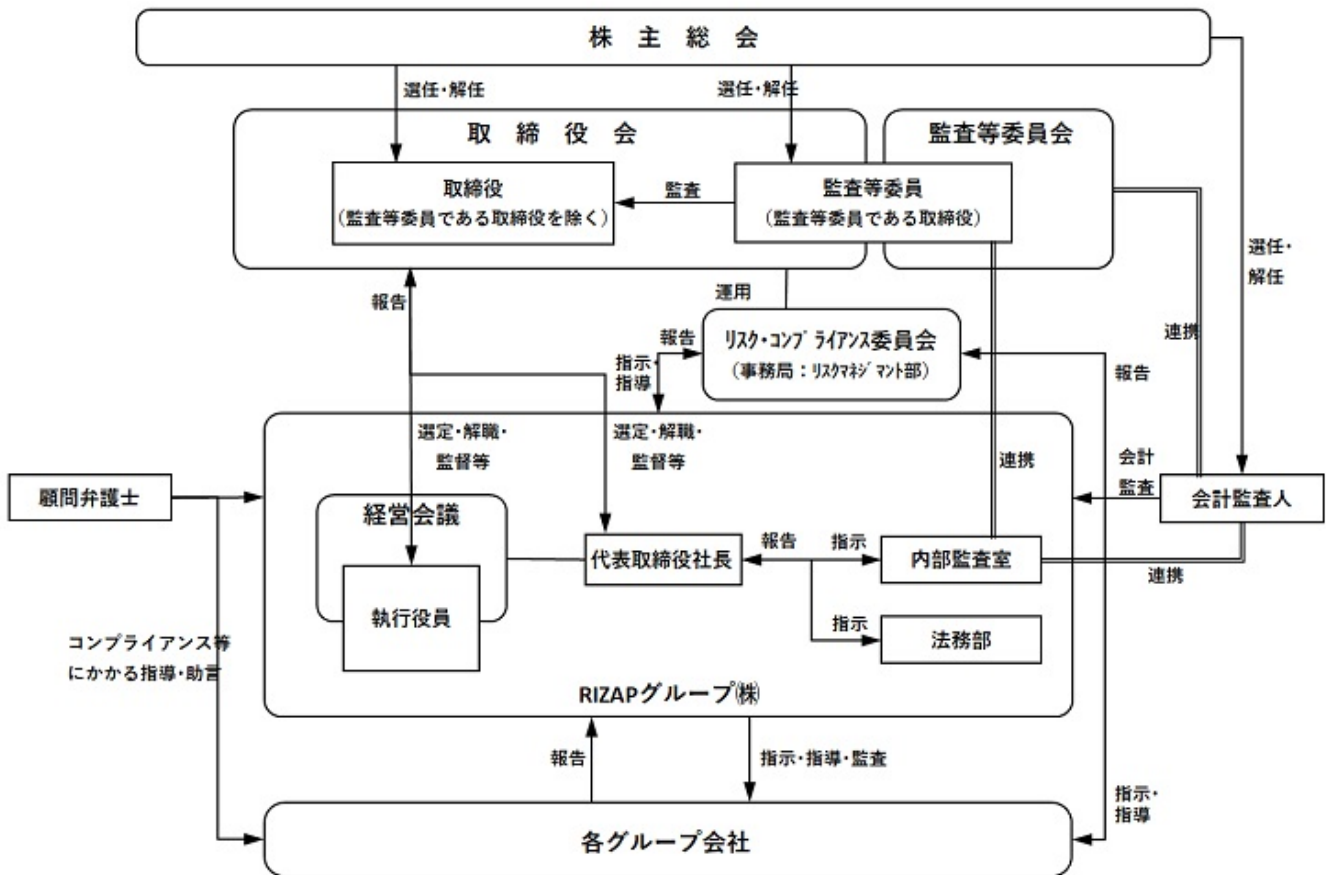 株 主 総 会
選任・解任
選任・解任
取 締 役 会
監査等委員会
取締役
(監査等委員である取締役を除く)
監査
監査等委員
(監査等委員である取締役)
選任・
解任
報告
運用
連携
報告
指示・
指導
ﾘｽｸ・ｺﾝﾌﾟﾗｲｱﾝｽ委員会
(事務局：ﾘｽｸﾏﾈｼﾞﾏﾝﾄ部)
報告
選定・解職・
監督等
選定・解職・
監督等
連携
会計
監査
顧問弁護士
会計監査人
経営会議
代表取締役社長
報告
指示
内部監査室
連携
執行役員
指示
法務部
コンプライアンス等
にかかる指導・助言
RIZAPグループ㈱
報告
指示・指導・監査
指示・
指導
各グループ会社